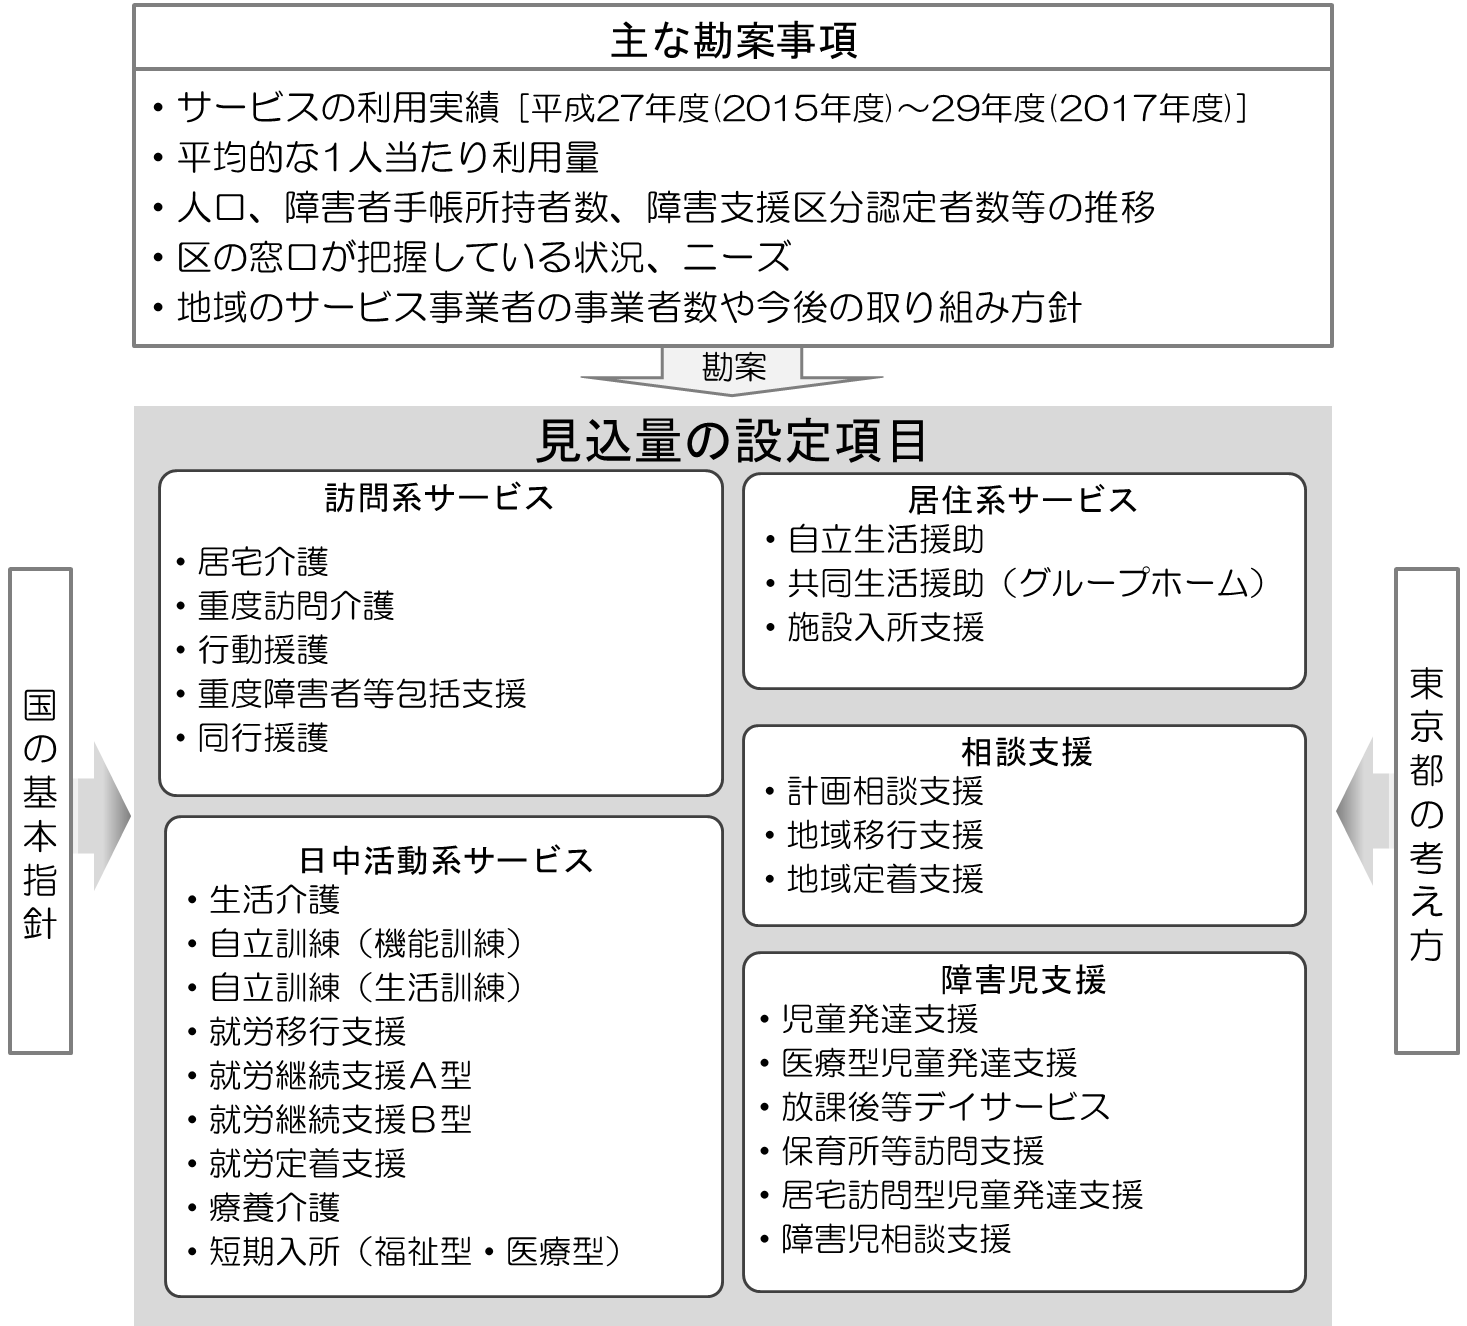 主な勘案事項
・サービスの利用実績［平成27年度(2015年度)～29年度(2017年度)］
・平均的な1人当たり利用量
・人口、障害者手帳所持者数、障害支援区分認定者数等の推移
・区の窓口が把握している状況、ニーズ
・地域のサービス事業者の事業者数や今後の取り組み方針
勘案
見込量の設定項目
国の基本指針
訪問系サービス
・居宅介護
・重度訪問介護
・行動援護
・重度障害者等包括支援
・同行援護
日中活動系サービス
・生活介護
・自立訓練（機能訓練）
・自立訓練（生活訓練）
・就労移行支援
・就労継続支援Ａ型
・就労継続支援Ｂ型
・就労定着支援
・療養介護
・短期入所（福祉型・医療型）
居住系サービス
・自立生活援助
・共同生活援助（グループホーム）
・施設入所支援
相談支援
・計画相談支援
・地域移行支援
・地域定着支援
障害児支援
・児童発達支援
・医療型児童発達支援
・放課後等デイサービス
・保育所等訪問支援
・居宅訪問型児童発達支援
・障害児相談支援
東京都の考え方